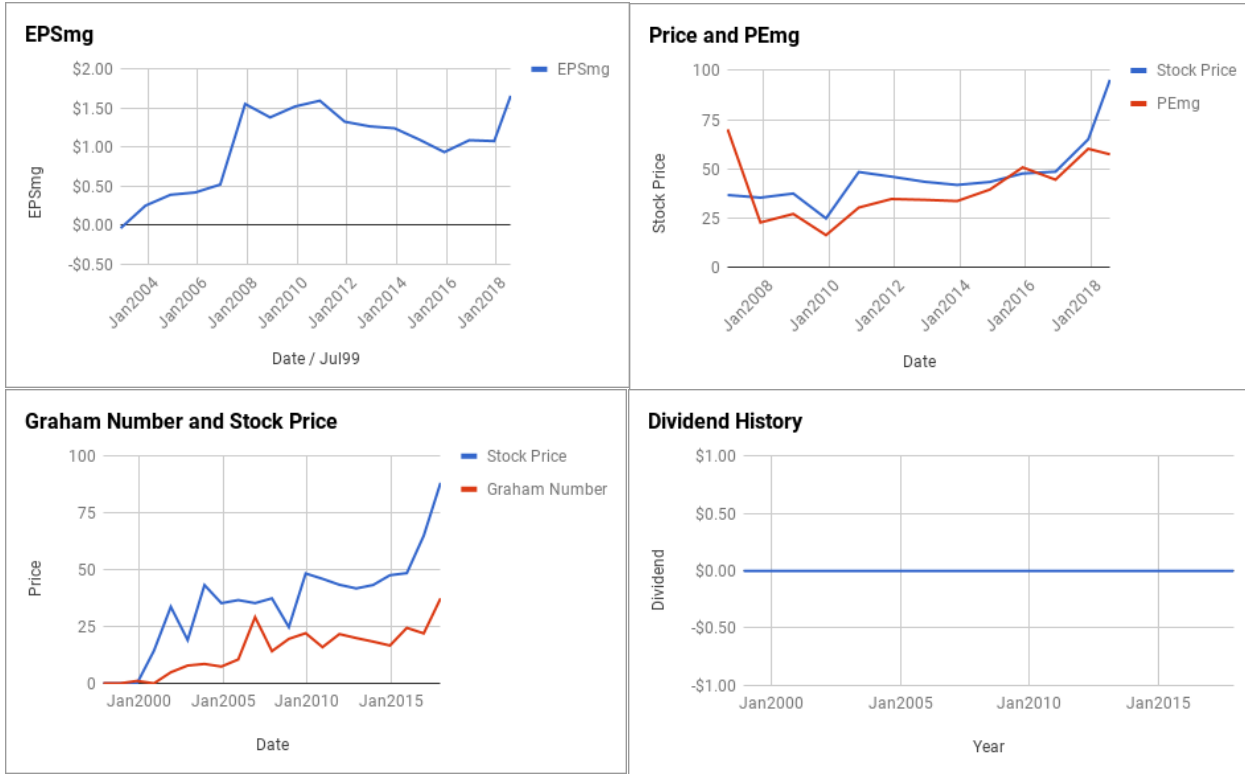 EPSmg
$2.00
$1.50
$1.00
$0.50
$0.00
-$0.50
EPSmg
Jan2004
Jan2006
Jan2008
Jan2010
Jan2012
Jan2014
Jan2016
Jan2018
Date / Jul99
EPSmg
Price and PEmg
100
75
50
25
0
Stock Price
Jan2008
Jan2010
Jan2012
Jan2014
Jan2016
Jan2018
Date
Stock Price
PEmg
Graham Number and Stock Price
100
75
50
25
0
Price
Jan2000
Jan2005
Jan2010
Jan2015
Date
Stock Price
Graham Number
Dividend History
$1.00
$0.50
$0.00
-$0.50
-$1.00
Dividend
Jan2000
Jan2005
Jan2010
Jan2015
Year